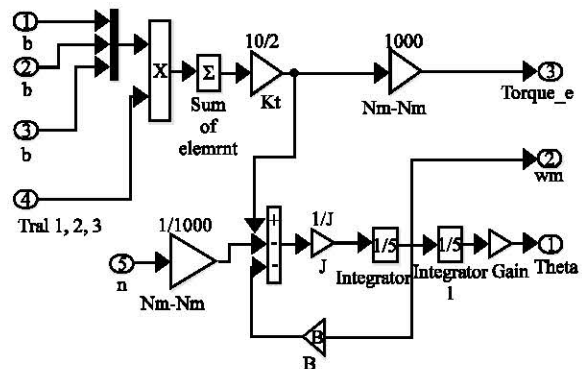 1
b
2
b
3
b
4
Tral 1, 2, 3
X
Σ
Sum
of
elemrnt
10/2
Kt
1000
Nm-Nm
3
Torque_e
2
wm
1/1000
5
n
Nm-Nm
+
-
-
1/J
J
1/5
Integrator
1/5
Integrator
1
Gain
1
Theta
B
B